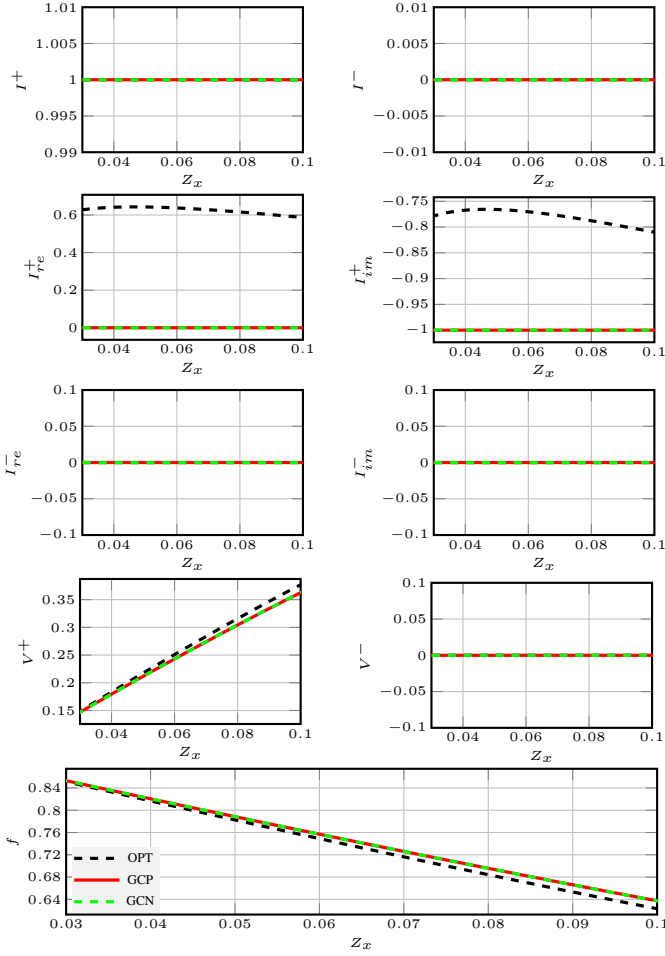 1.01
1.005
1
0.995
0.99
I^+
0.04 0.06 0.08 0.1
Z_x
0.01
0.005
0
−0.005
−0.01
I^−
0.04 0.06 0.08 0.1
Z_x
0.6
0.4
0.2
0
I^+_{re}
0.04 0.06 0.08 0.1
Z_x
−0.75
−0.8
−0.85
−0.9
−0.95
−1
I^+_{im}
0.04 0.06 0.08 0.1
Z_x
0.1
0.05
0
−0.05
−0.1
I^−_{re}
0.04 0.06 0.08 0.1
Z_x
0.1
0.05
0
−0.05
−0.1
I^−_{im}
0.04 0.06 0.08 0.1
Z_x
0.35
0.3
0.25
0.2
0.15
V^+
0.04 0.06 0.08 0.1
Z_x
0.1
0.05
0
−0.05
−0.1
V^−
0.04 0.06 0.08 0.1
Z_x
0.84
0.8
0.76
0.72
0.68
0.64
f
OPT
GCP
GCN
0.03 0.04 0.05 0.06 0.07 0.08 0.09 0.1
Z_x